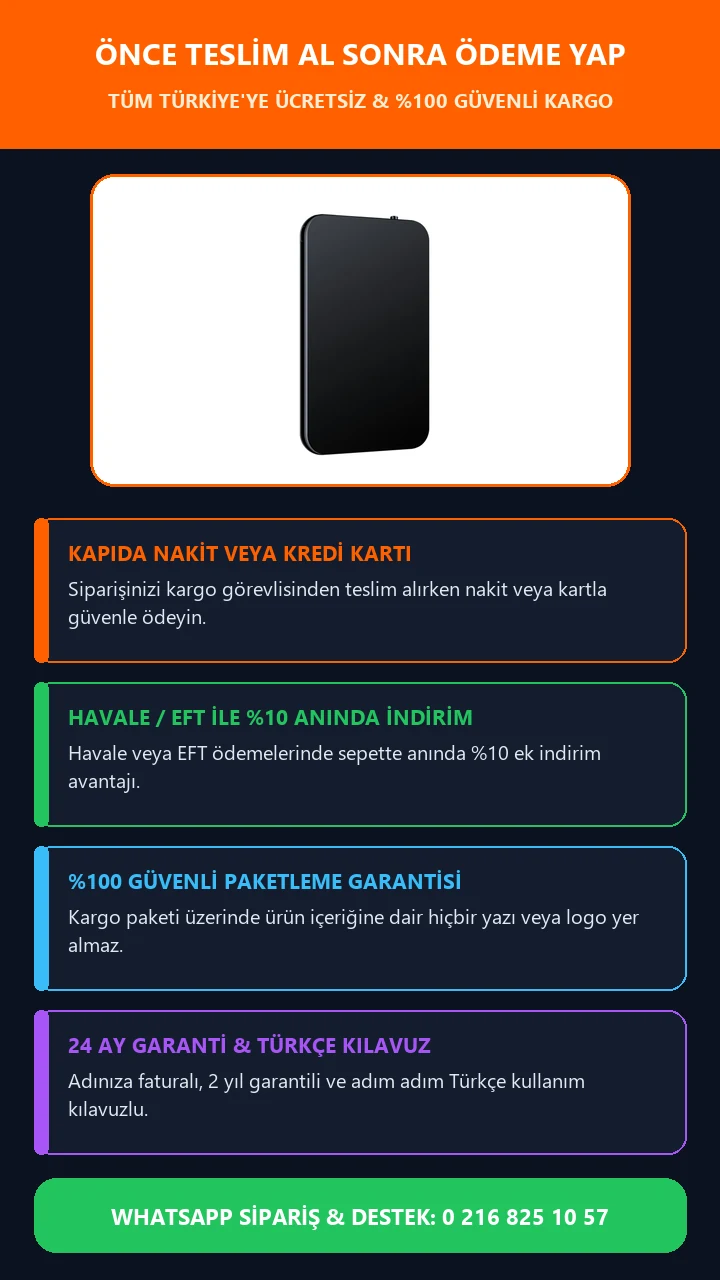 ÖNCE TESLİM AL SONRA ÖDEME YAP
TÜM TÜRKİYE'YE ÜCRETSİZ & %100 GÜVENLİ KARGO
KAPIDA NAKİT VEYA KREDİ KARTI
Siparişinizi kargo görevlisinden teslim alırken nakit veya kartla
güvenle ödeyin.
HAVALE / EFT İLE %10 ANINDA İNDİRİM
Havale veya EFT ödemelerinde sepette anında %10 ek indirim
avantajı.
%100 GÜVENLİ PAKETLEME GARANTİSİ
Kargo paketi üzerinde ürün içeriğine dair hiçbir yazı veya logo yer
almaz.
24 AY GARANTİ & TÜRKÇE KILAVUZ
Adınıza faturalı, 2 yıl garantili ve adım adım Türkçe kullanım
kılavuzlu.
WHATSAPP SİPARİŞ & DESTEK: 0 216 825 10 57